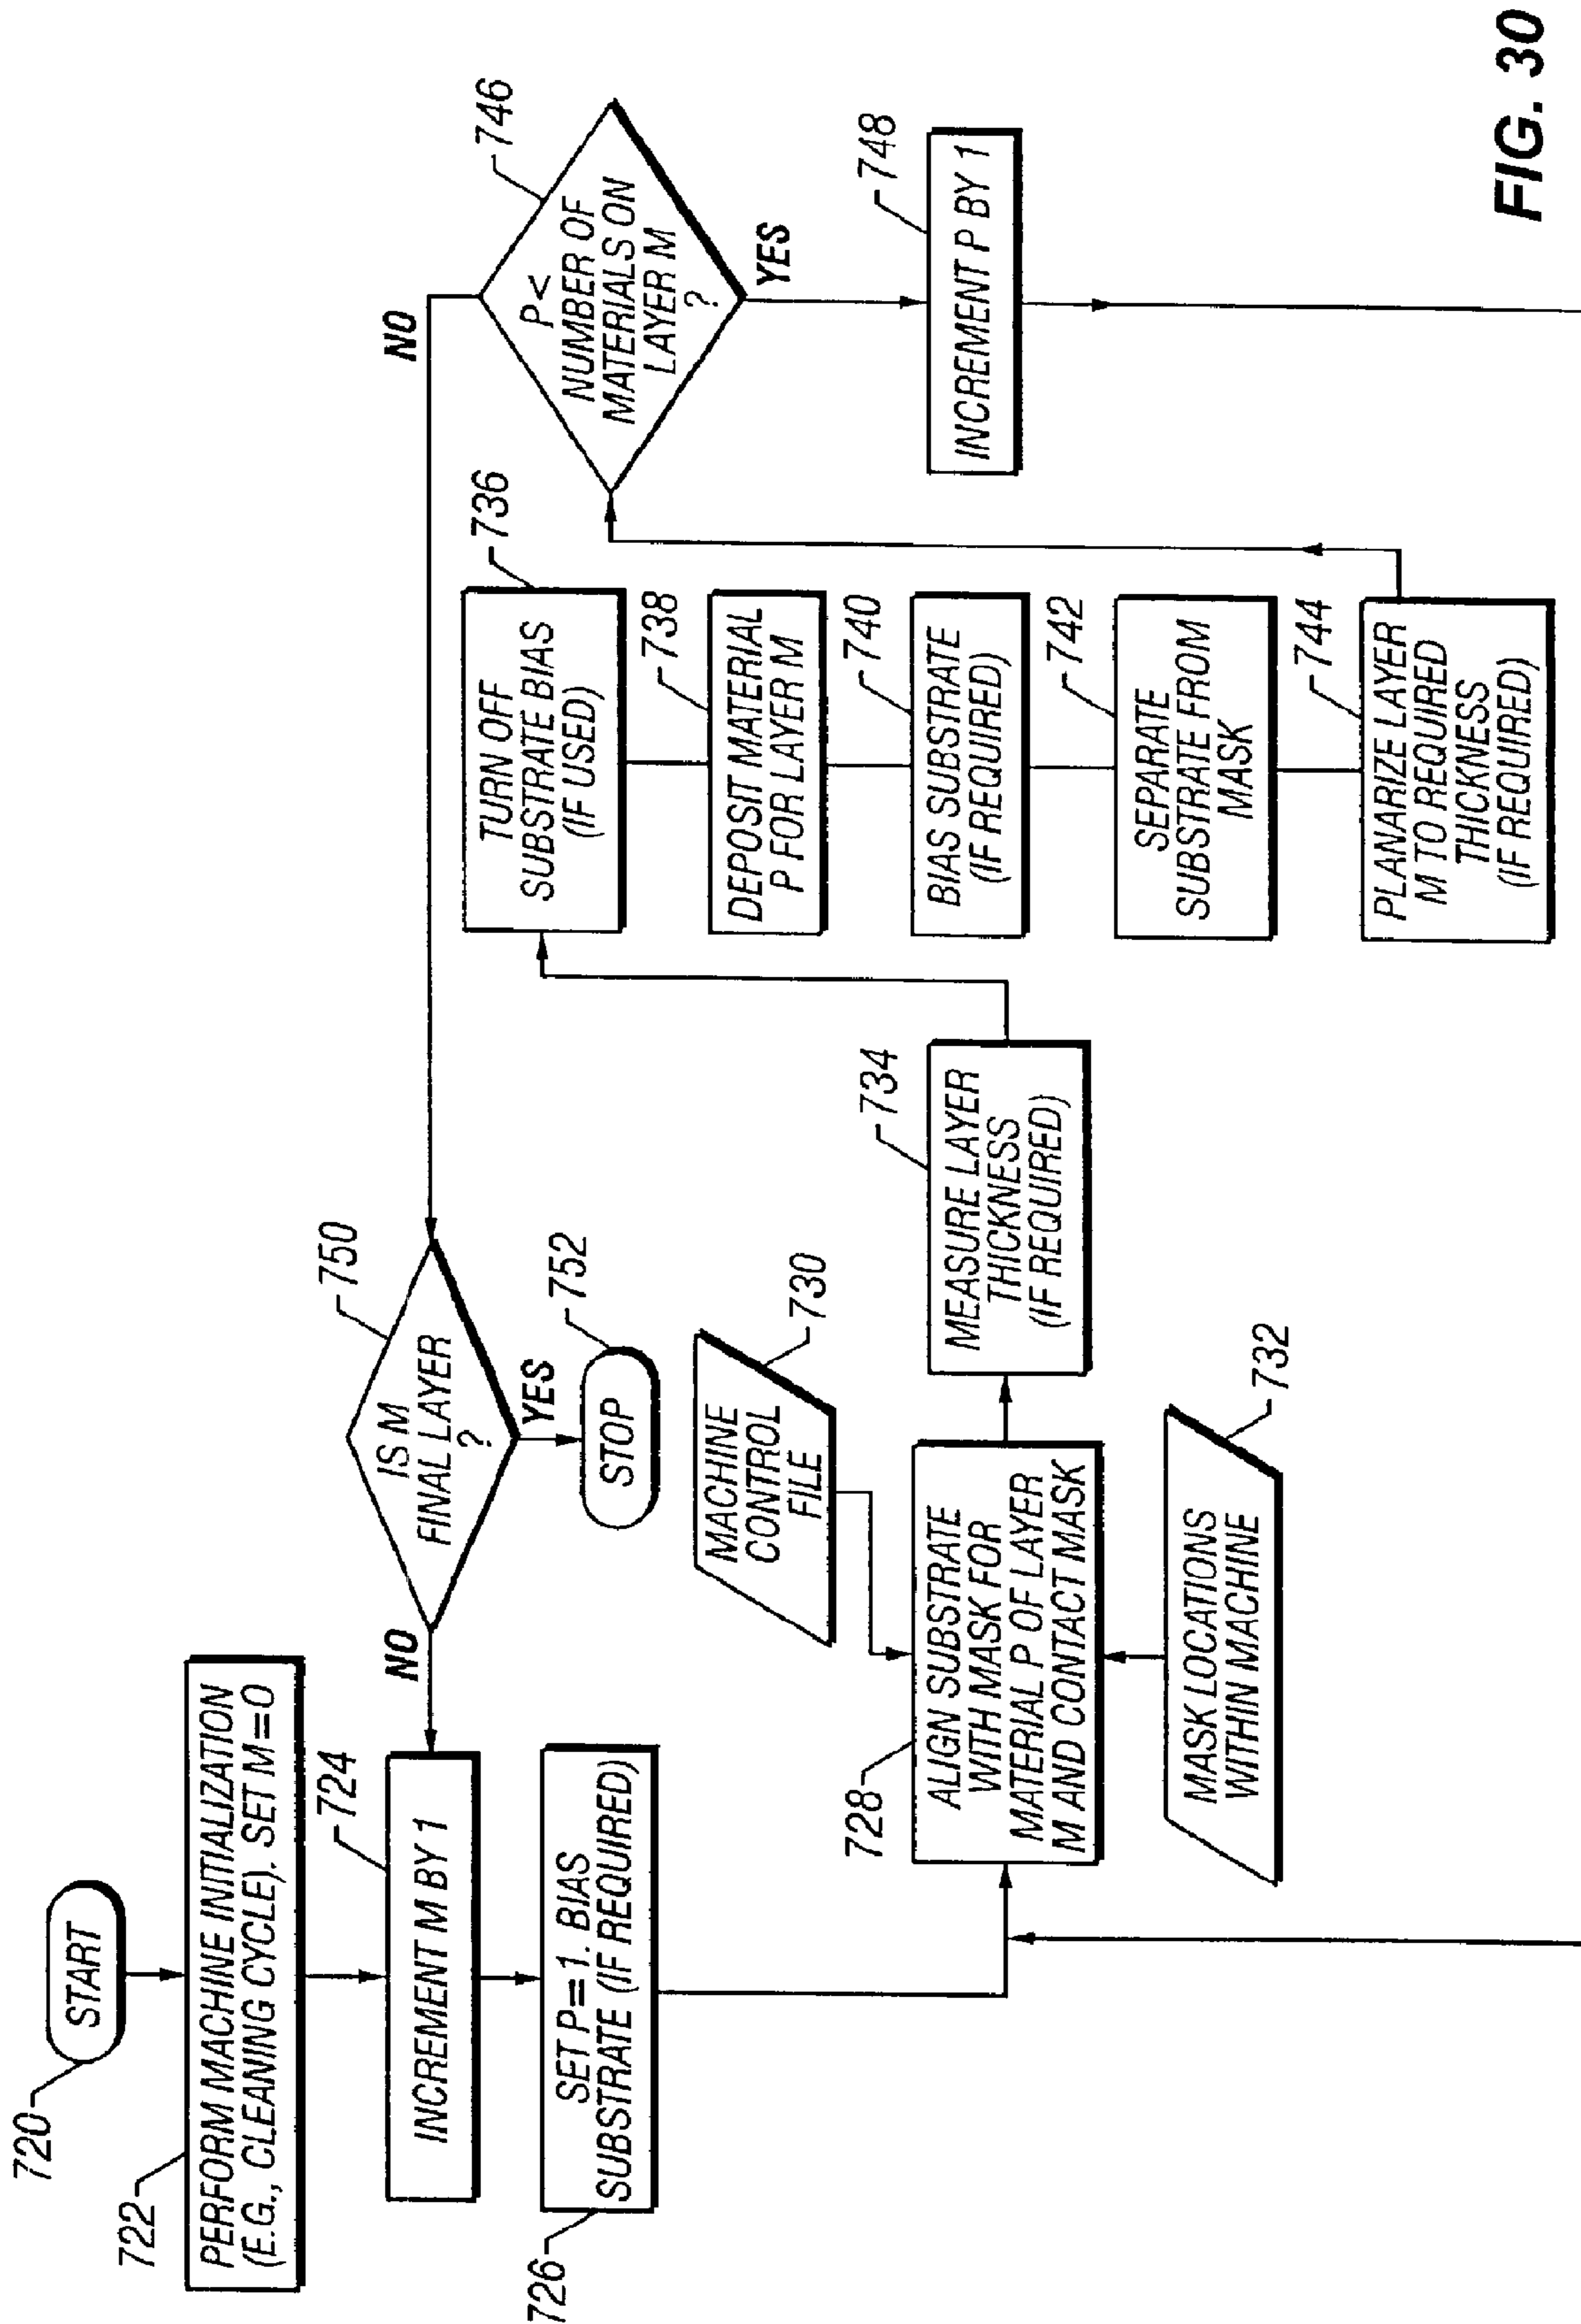 720
START
722
PERFORM MACHINE INITIALIZATION
(E.G., CLEANING CYCLE). SET M=0
724
INCREMENT M BY 1
726
SET P=1. BIAS
SUBSTRATE (IF REQUIRED)
728
ALIGN SUBSTRATE
WITH MASK FOR
MATERIAL P OF LAYER
M AND CONTACT MASK
730
MACHINE
CONTROL
FILE
732
MASK LOCATIONS
WITHIN MACHINE
734
MEASURE LAYER
THICKNESS
(IF REQUIRED)
736
TURN OFF
SUBSTRATE BIAS
(IF USED)
738
DEPOSIT MATERIAL
P FOR LAYER M
740
BIAS SUBSTRATE
(IF REQUIRED)
742
SEPARATE
SUBSTRATE FROM
MASK
744
PLANARIZE LAYER
M TO REQUIRED
THICKNESS
(IF REQUIRED)
746
P<
NUMBER OF
MATERIALS ON
LAYER M
?
NO
YES
748
INCREMENT P BY 1
750
IS M
FINAL LAYER
?
NO
YES
752
STOP
FIG. 30